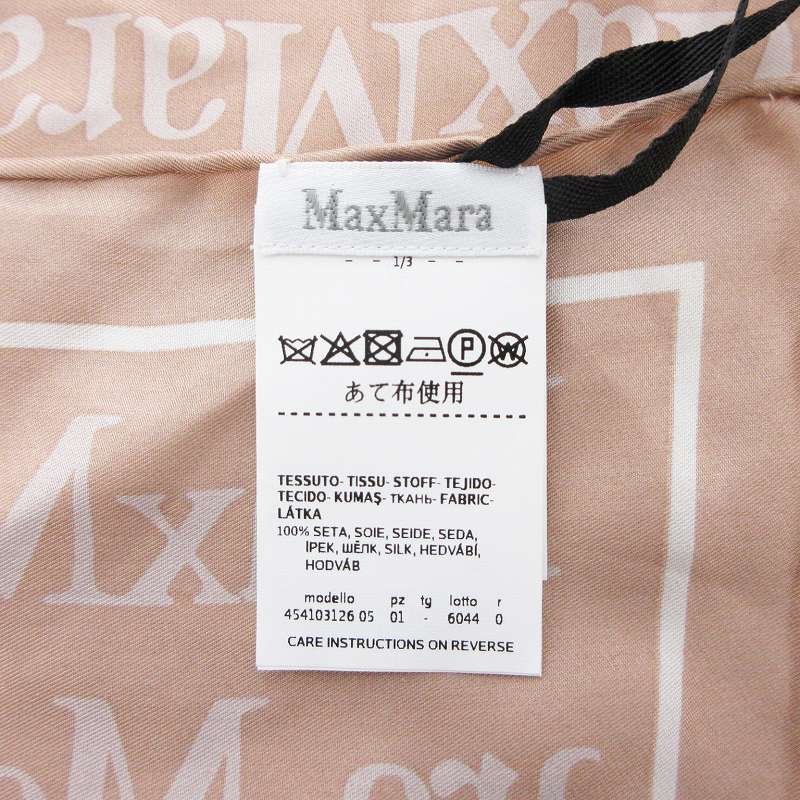 MaxMara
MaxMara
- - 1/3 - -
P W
あて布使用
TESSUTO- TISSU- STOFF- TEJIDO-
TECIDO- KUMAŞ- ТКАНЬ- FABRIC-
LÁTKA
100% SETA, SOIE, SEIDE, SEDA,
İPEK, ШЁЛК, SILK, HEDVÁBÍ,
HODVÁB
modello pz tg lotto r
454103126 05 01 - 6044 0
CARE INSTRUCTIONS ON REVERSE